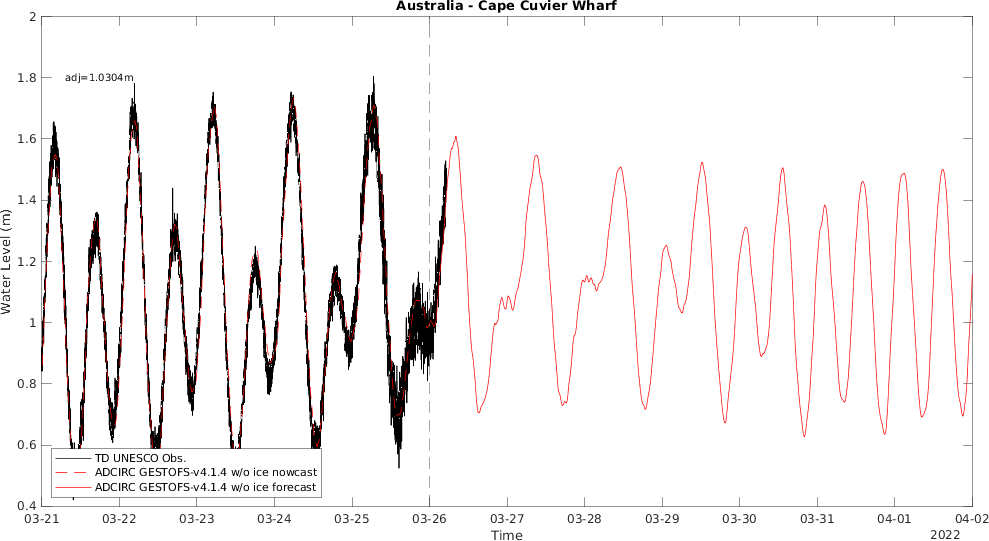 Australia - Cape Cuvier Wharf
2
1.8
1.6
1.4
1.2
1
0.8
0.6
0.4
Water Level (m)
adj=1.0304m
TD UNESCO Obs.
ADCIRC GESTOFS-v4.1.4 w/o ice nowcast
ADCIRC GESTOFS-v4.1.4 w/o ice forecast
03-21 03-22 03-23 03-24 03-25 03-26 03-27 03-28 03-29 03-30 03-31 04-01 04-02
Time
2022